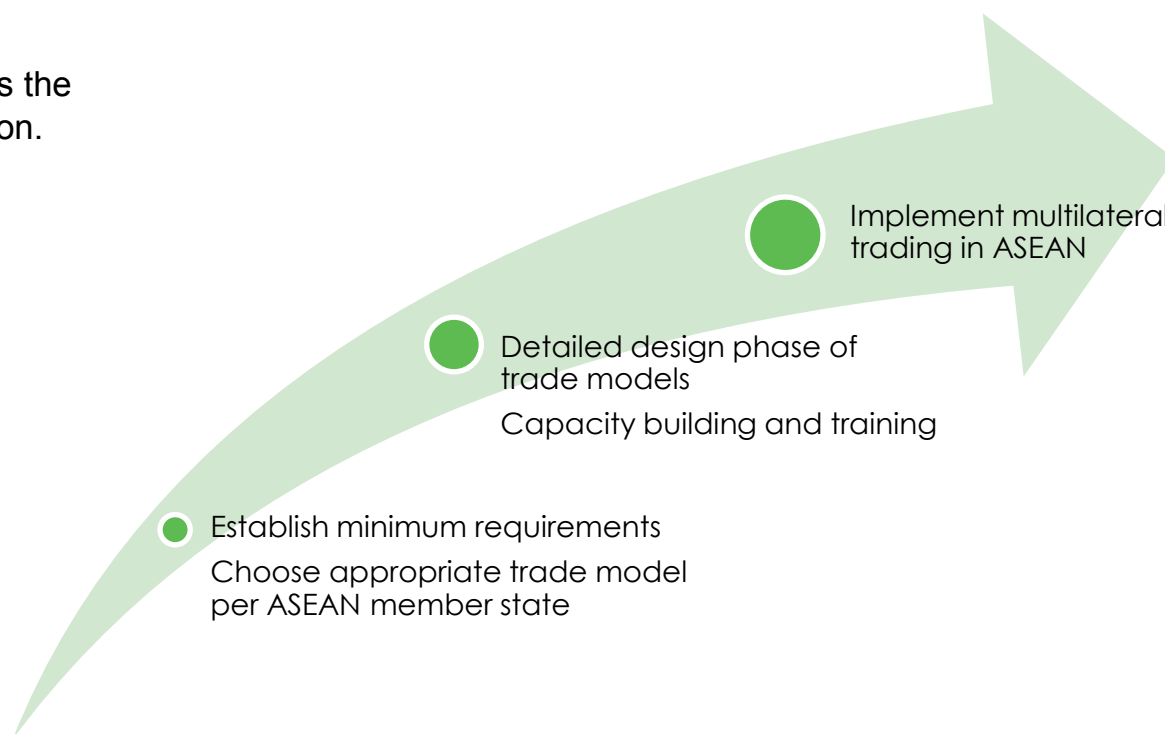 s the
on.
Implement multilateral
trading in ASEAN
Detailed design phase of
trade models
Capacity building and training
Establish minimum requirements
Choose appropriate trade model
per ASEAN member state